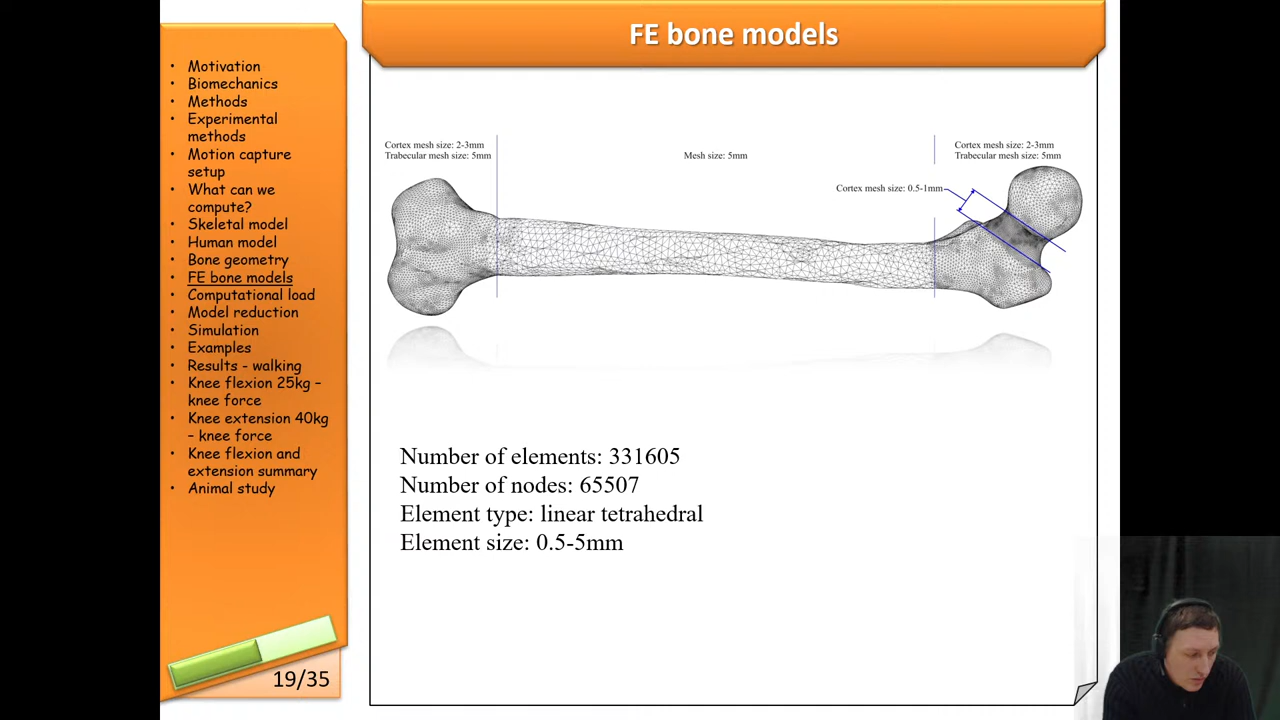 FE bone models
• Motivation
• Biomechanics
• Methods
• Experimental
methods
• Motion capture
setup
• What can we
compute?
• Skeletal model
• Human model
• Bone geometry
• FE bone models
• Computational load
• Model reduction
• Simulation
• Examples
• Results - walking
• Knee flexion 25kg –
knee force
• Knee extension 40kg
– knee force
• Knee flexion and
extension summary
• Animal study
19/35
Cortex mesh size: 2-3mm
Trabecular mesh size: 5mm
Mesh size: 5mm
Cortex mesh size: 2-3mm
Trabecular mesh size: 5mm
Cortex mesh size: 0.5-1mm
Number of elements: 331605
Number of nodes: 65507
Element type: linear tetrahedral
Element size: 0.5-5mm